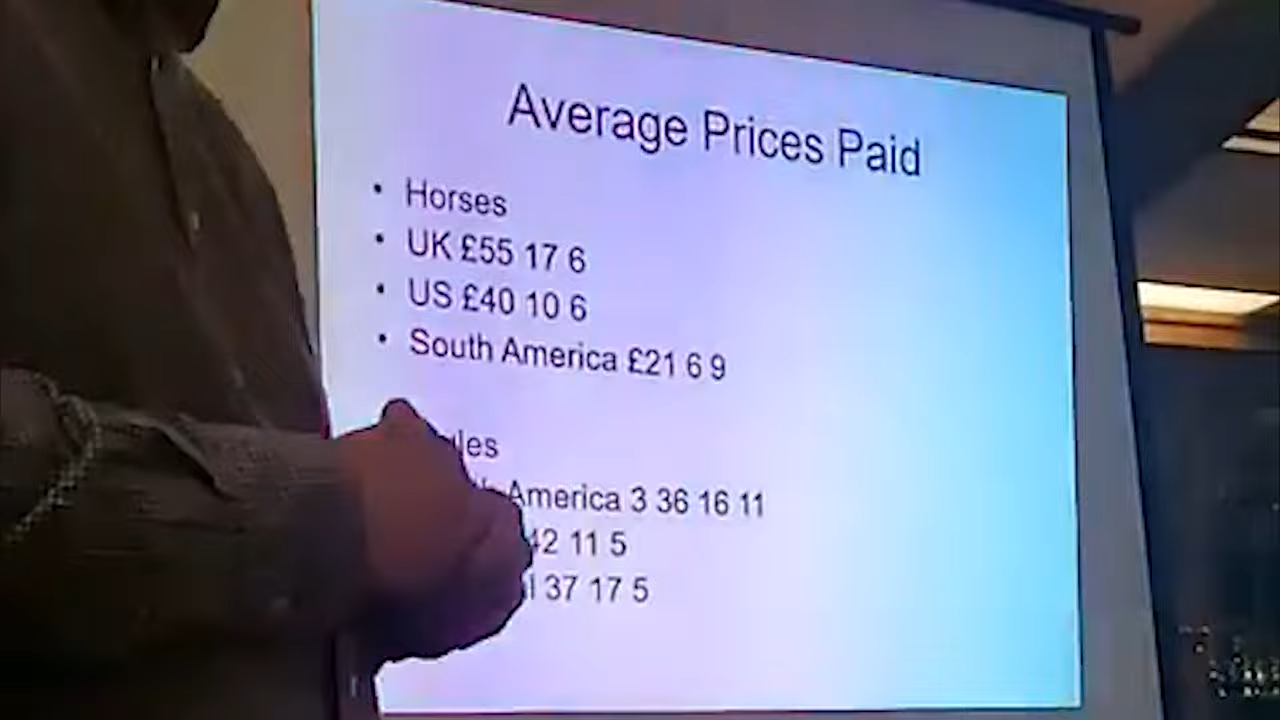 Average Prices Paid
• Horses
• UK £55 17 6
• US £40 10 6
• South America £21 6 9
America 3 36 16 11
42 11 5
37 17 5